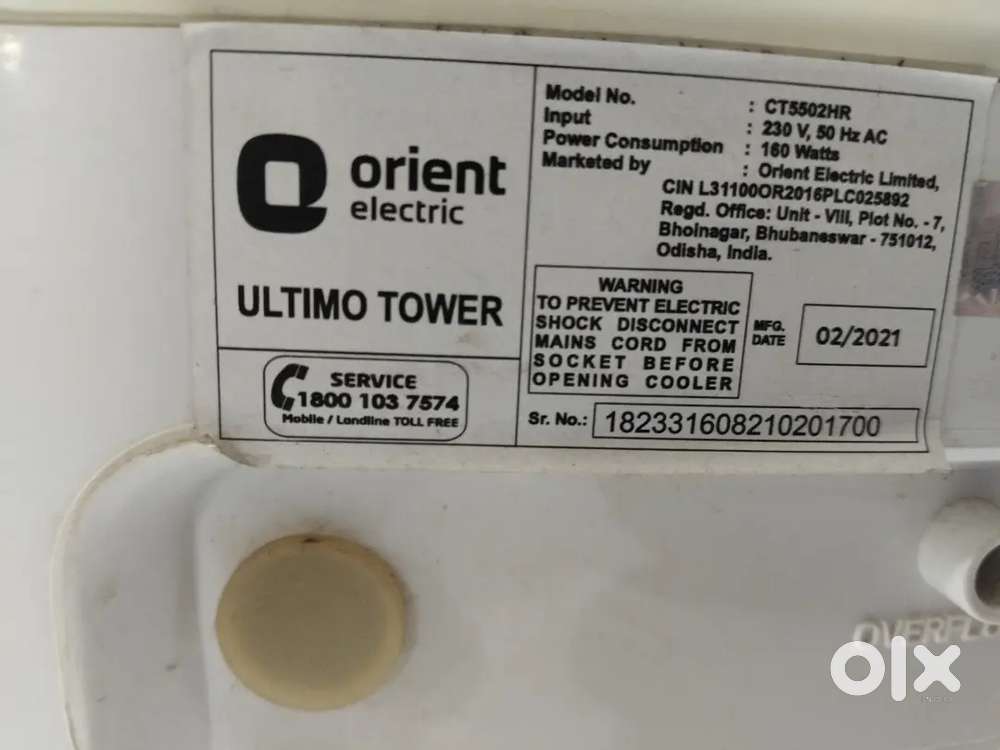 orient
electric
ULTIMO TOWER
SERVICE
1800 103 7574
Mobile / Landline TOLL FREE
Model No. : CT5502HR
Input : 230 V, 50 Hz AC
Power Consumption : 160 Watts
Marketed by : Orient Electric Limited,
CIN L31100OR2016PLC025892
Regd. Office: Unit - VIII, Plot No. - 7,
Bhoinagar, Bhubaneswar - 751012,
Odisha, India.
WARNING
TO PREVENT ELECTRIC
SHOCK DISCONNECT
MAINS CORD FROM
SOCKET BEFORE
OPENING COOLER
MFG.
DATE
02/2021
Sr. No.: 182331608210201700
olx